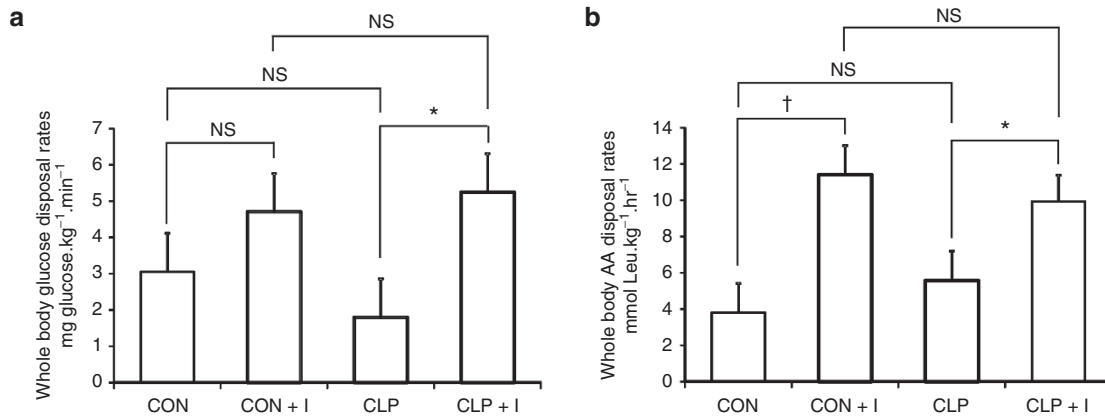 a
NS
NS
*
NS
7
6
5
4
3
2
1
0
Whole body glucose disposal rates
mg glucose.kg⁻¹.min⁻¹
CON
CON + I
CLP
CLP + I
b
NS
NS
†
*
14
12
10
8
6
4
2
0
Whole body AA disposal rates
mmol Leu.kg⁻¹.hr⁻¹
CON
CON + I
CLP
CLP + I